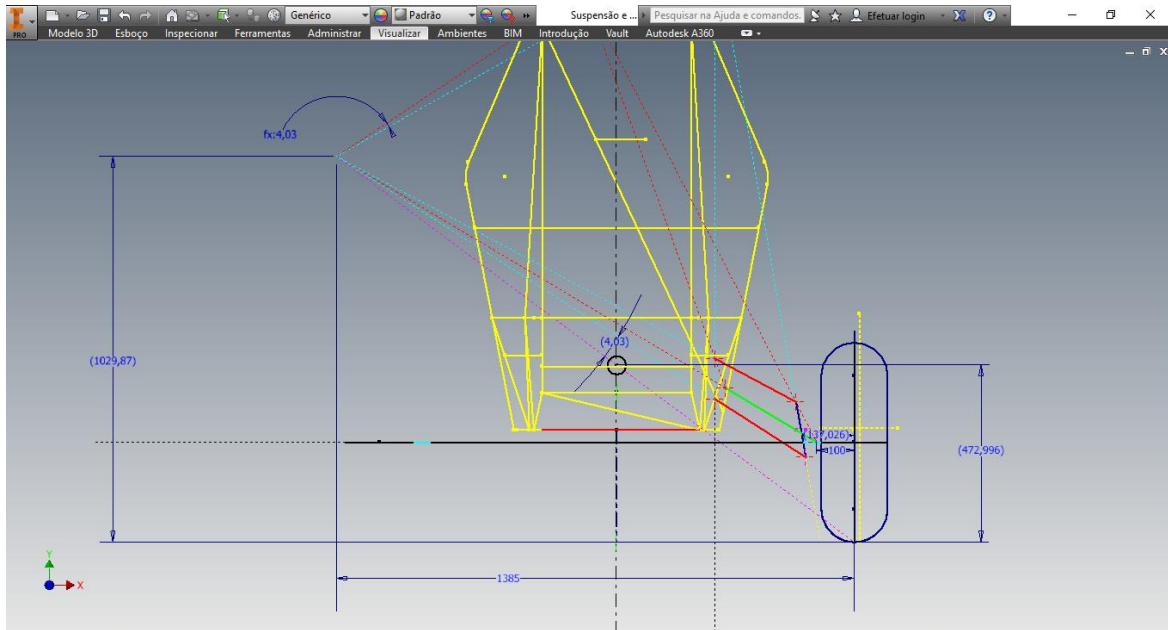 PRO
Genérico
Padrão
Suspensão e ...
Pesquisar na Ajuda e comandos.
Efetuar login
Modelo 3D Esboço Inspecionar Ferramentas Administrar Visualizar Ambientes BIM Introdução Vault Autodesk A360
fx:4,03
(4,03)
(1029,87)
100
(472,996)
1385
Y
X